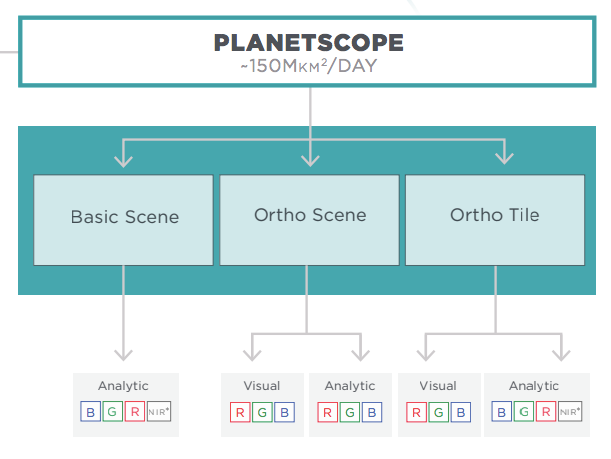 PLANETSCOPE
~150MKM²/DAY
Basic Scene
Ortho Scene
Ortho Tile
Analytic
B G R NIR*
Visual
R G B
Analytic
R G B
Visual
R G B
Analytic
B G R NIR*